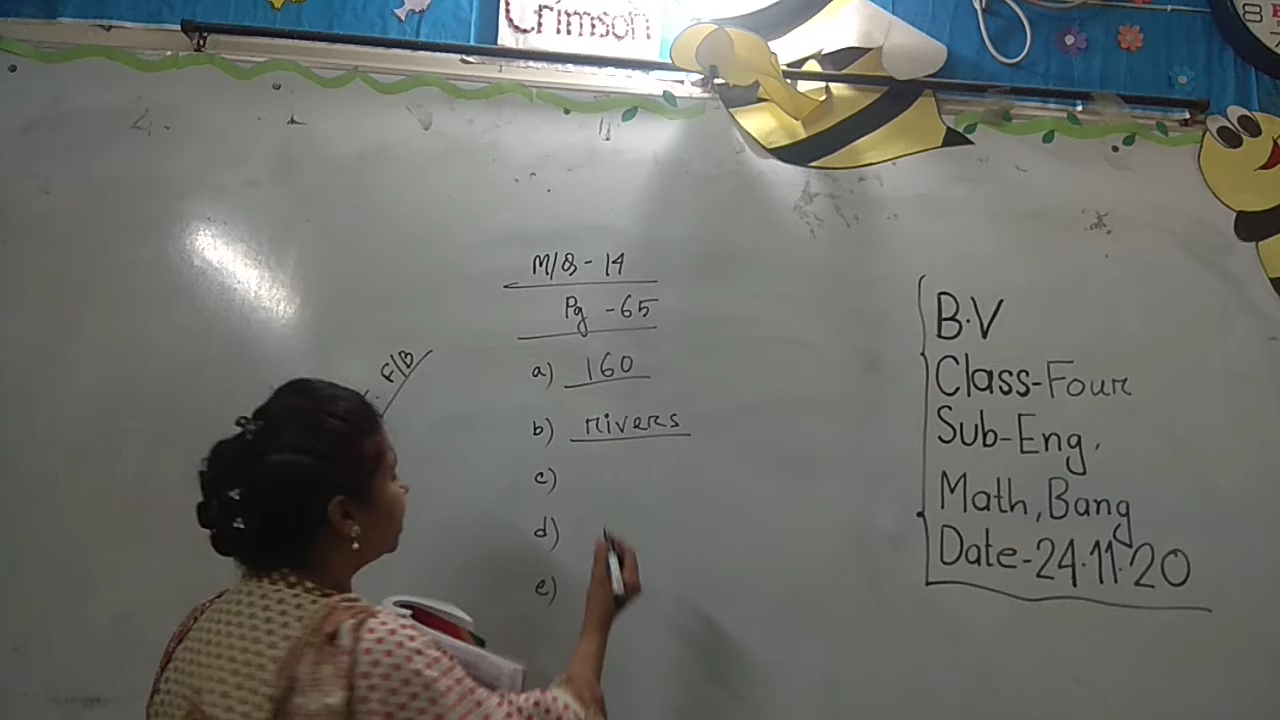 Crimson
M/Q - 14
Pg - 65
F/B
a) 160
b) rivers
c)
d)
e)
B.V
Class-Four
Sub-Eng.
Math, Bang
Date-24.11.20
8